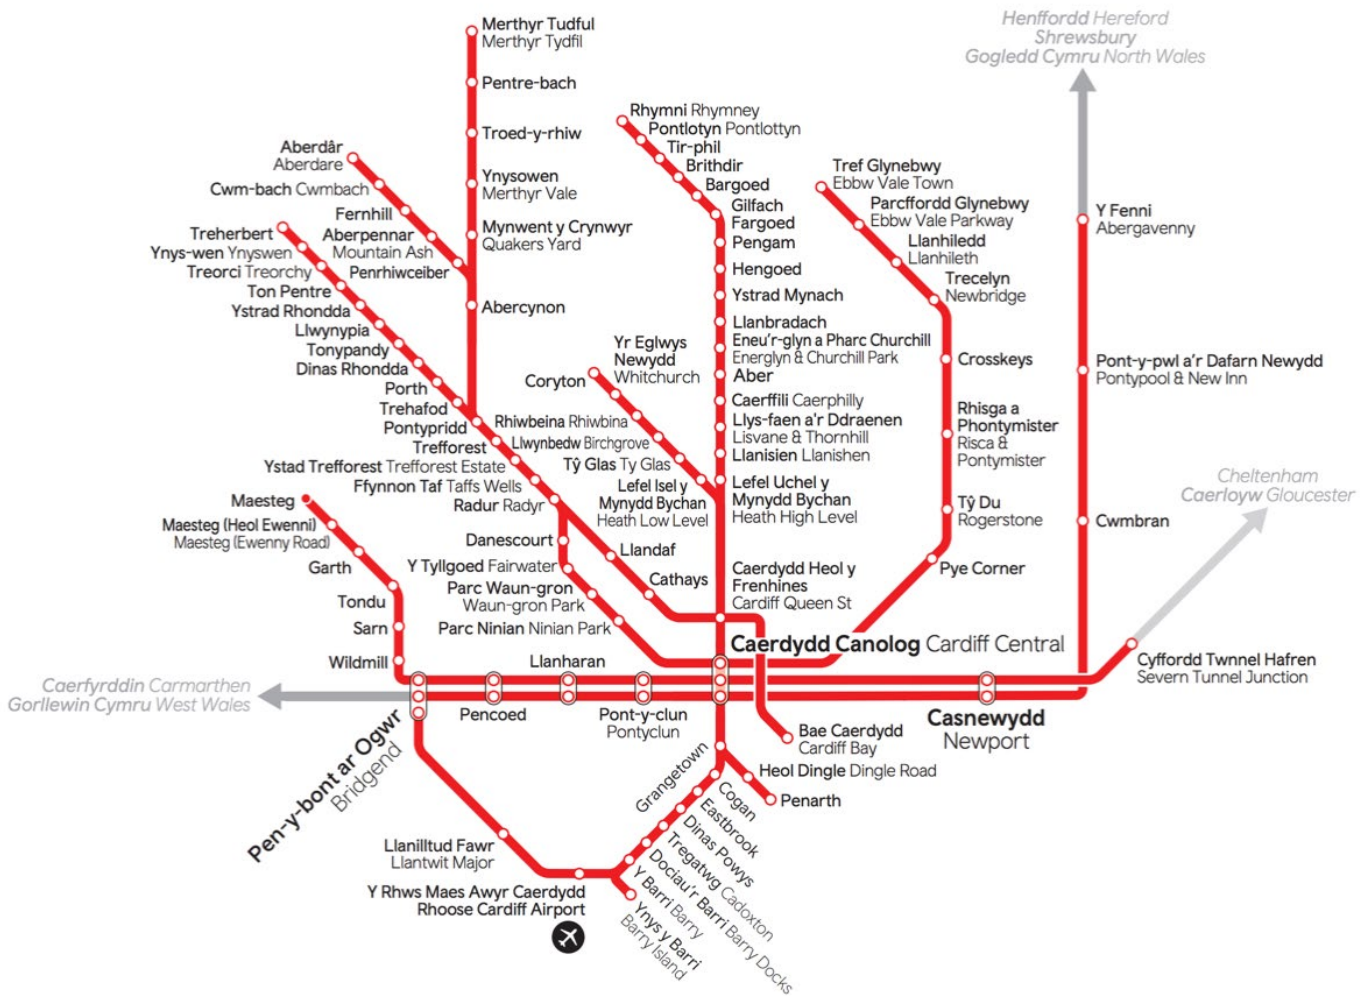 Merthyr Tudful
Merthyr Tydfil
Pentre-bach
Troed-y-rhiw
Ynysowen
Merthyr Vale
Mynwent y Crynwyr
Quakers Yard
Abercynon
Aberdâr
Aberdare
Cwm-bach Cwmbach
Fernhill
Aberpennar
Mountain Ash
Penrhiwceiber
Treherbert
Ynys-wen Ynyswen
Treorci Treorchy
Ton Pentre
Ystrad Rhondda
Llwynypia
Tonypandy
Dinas Rhondda
Porth
Trehafod
Pontypridd
Trefforest
Ystad Trefforest Trefforest Estate
Ffynnon Taf Taffs Wells
Radur Radyr
Danescourt
Y Tyllgoed Fairwater
Parc Waun-gron
Waun-gron Park
Parc Ninian Ninian Park
Llandaf
Cathays
Rhymni Rhymney
Pontlotyn Pontlottyn
Tir-phil
Brithdir
Bargoed
Gilfach
Fargoed
Pengam
Hengoed
Ystrad Mynach
Llanbradach
Eneu'r-glyn a Pharc Churchill
Energlyn & Churchill Park
Aber
Caerffili Caerphilly
Llys-faen a'r Ddraenen
Lisvane & Thornhill
Llanisien Llanishen
Lefel Uchel y
Mynydd Bychan
Heath High Level
Caerdydd Heol y
Frenhines
Cardiff Queen St
Yr Eglwys
Newydd
Whitchurch
Coryton
Rhiwbeina Rhiwbina
Llwynbedw Birchgrove
Tŷ Glas Ty Glas
Lefel Isel y
Mynydd Bychan
Heath Low Level
Tref Glynebwy
Ebbw Vale Town
Parcffordd Glynebwy
Ebbw Vale Parkway
Llanhiledd
Llanhileth
Trecelyn
Newbridge
Crosskeys
Rhisga a
Phontymister
Risca &
Pontymister
Tŷ Du
Rogerstone
Pye Corner
Henffordd Hereford
Shrewsbury
Gogledd Cymru North Wales
Y Fenni
Abergavenny
Pont-y-pwl a'r Dafarn Newydd
Pontypool & New Inn
Cwmbran
Cheltenham
Caerloyw Gloucester
Cyffordd Twnnel Hafren
Severn Tunnel Junction
Casnewydd
Newport
Caerdydd Canolog Cardiff Central
Maesteg
Maesteg (Heol Ewenni)
Maesteg (Ewenny Road)
Garth
Tondu
Sarn
Wildmill
Caerfyrddin Carmarthen
Gorllewin Cymru West Wales
Pen-y-bont ar Ogwr
Bridgend
Pencoed
Llanharan
Pont-y-clun
Pontyclun
Bae Caerdydd
Cardiff Bay
Grangetown
Heol Dingle Dingle Road
Penarth
Cogan
Eastbrook
Dinas Powys
Tregatwg Cadoxton
Dociau'r Barri Barry Docks
Y Barri Barry
Ynys y Barri
Barry Island
Llanilltud Fawr
Llantwit Major
Y Rhws Maes Awyr Caerdydd
Rhoose Cardiff Airport